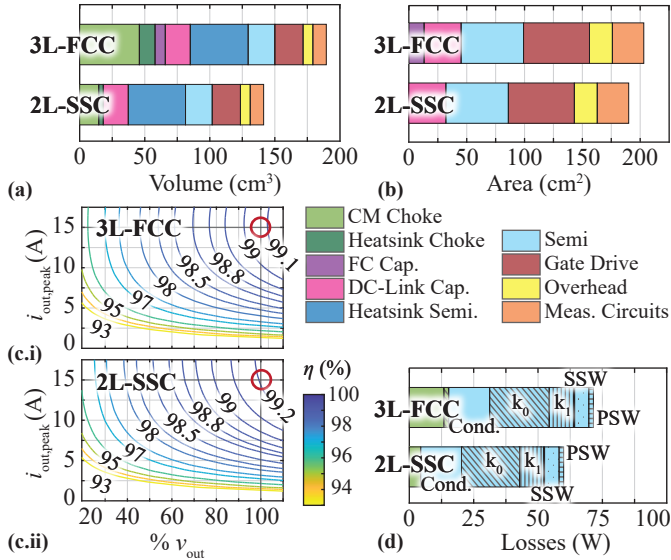 3L-FCC
2L-SSC
0 50 100 150 200
(a) Volume (cm³)
3L-FCC
2L-SSC
0 50 100 150 200
(b) Area (cm²)
CM Choke
Heatsink Choke
FC Cap.
DC-Link Cap.
Heatsink Semi.
Semi
Gate Drive
Overhead
Meas. Circuits
i out,peak (A)
15
10
5
0
3L-FCC
93 95 97 98 98.5 98.8 99 99.1
(c.i)
i out,peak (A)
15
10
5
0
2L-SSC
93 95 97 98 98.5 98.8 99 99.2
20 40 60 80 100
(c.ii) % v out
η (%)
100
98
96
94
3L-FCC
Cond. k₀ k₁ SSW PSW
2L-SSC
Cond. k₀ k₁ SSW PSW
0 25 50 75 100
(d) Losses (W)